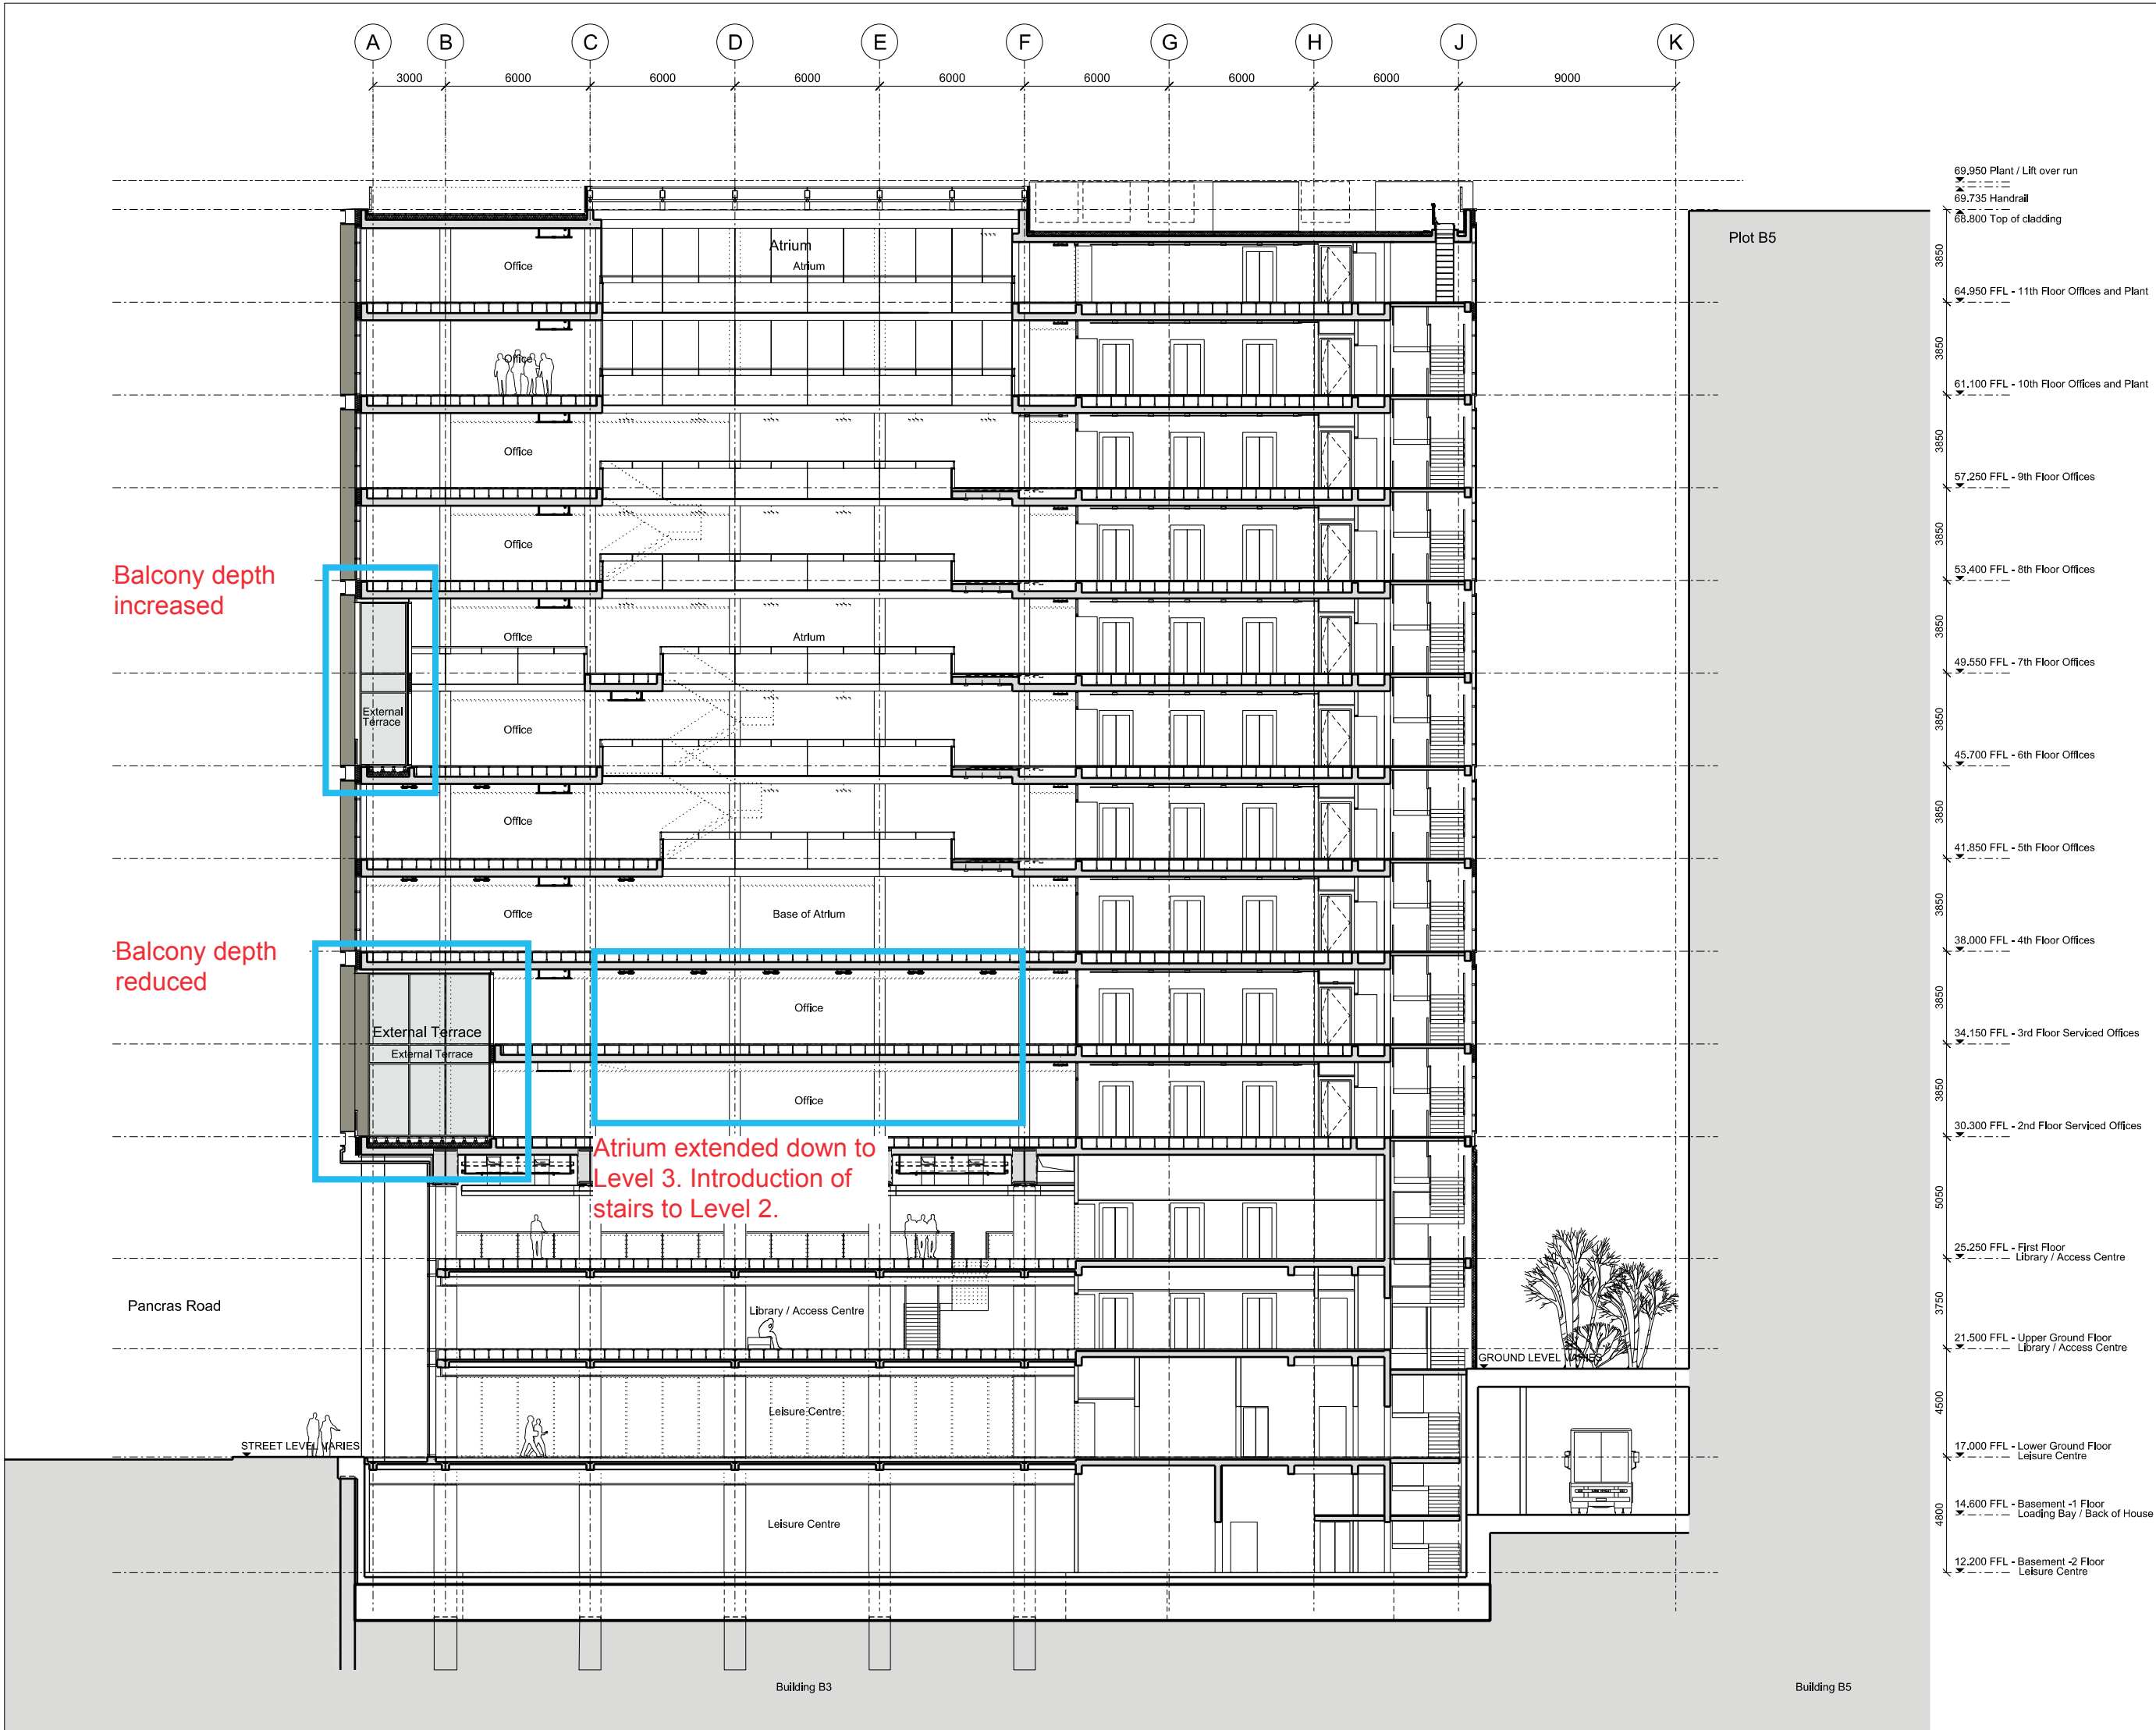 A B C D E F G H J K
3000 6000 6000 6000 6000 6000 6000 6000 9000
69.950 Plant / Lift over run
69.735 Handrail
68.800 Top of cladding
Plot B5
Atrium
Office
Atrium
3850
64.950 FFL - 11th Floor Offices and Plant
Office
3850
61.100 FFL - 10th Floor Offices and Plant
Office
3850
57.250 FFL - 9th Floor Offices
Office
3850
Balcony depth
increased
53.400 FFL - 8th Floor Offices
Office
Atrium
3850
49.550 FFL - 7th Floor Offices
External
Terrace
Office
3850
45.700 FFL - 6th Floor Offices
Office
3850
41.850 FFL - 5th Floor Offices
Office
Base of Atrium
3850
Balcony depth
reduced
38.000 FFL - 4th Floor Offices
Office
3850
External Terrace
External Terrace
34.150 FFL - 3rd Floor Serviced Offices
Office
3850
30.300 FFL - 2nd Floor Serviced Offices
Atrium extended down to
Level 3. Introduction of
stairs to Level 2.
5050
25.250 FFL - First Floor
Library / Access Centre
Pancras Road
Library / Access Centre
3750
21.500 FFL - Upper Ground Floor
Library / Access Centre
GROUND LEVEL VARIES
Leisure Centre
4500
STREET LEVEL VARIES
17.000 FFL - Lower Ground Floor
Leisure Centre
Leisure Centre
4800
14.600 FFL - Basement -1 Floor
Loading Bay / Back of House
12.200 FFL - Basement -2 Floor
Leisure Centre
Building B3
Building B5